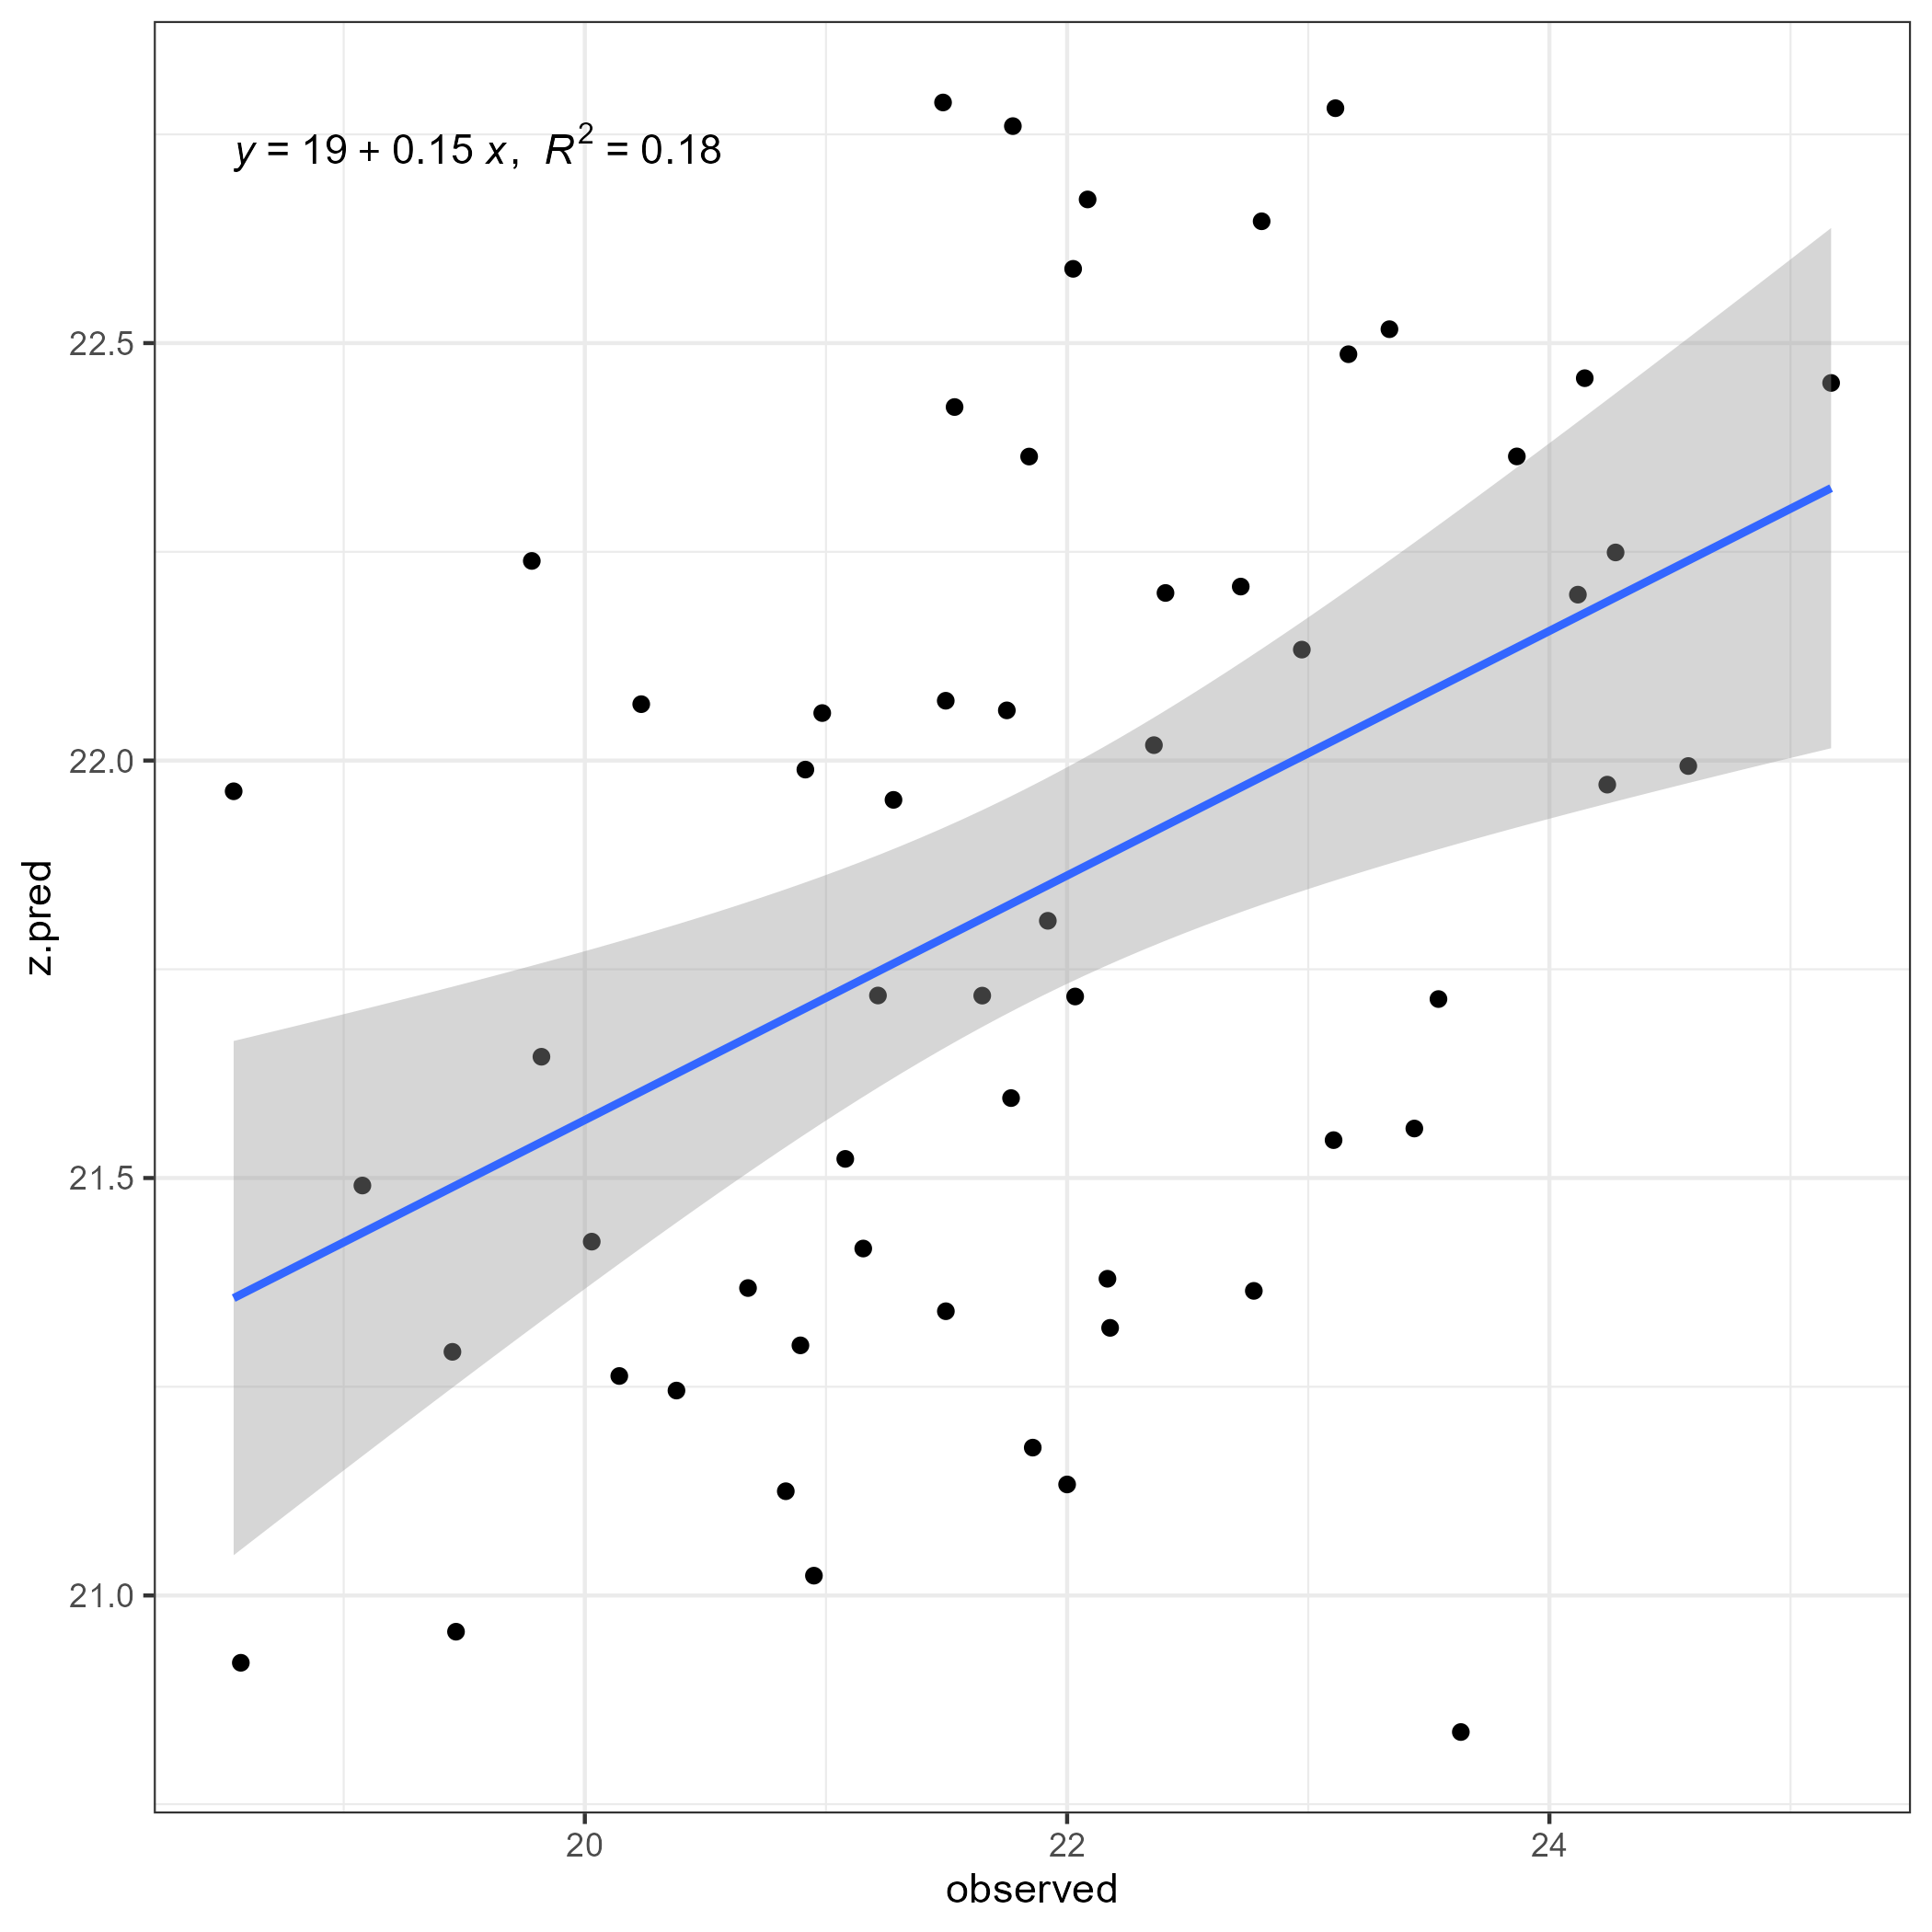 y = 19 + 0.15 x, R² = 0.18
22.5
22.0
21.5
21.0
z.pred
20 22 24
observed